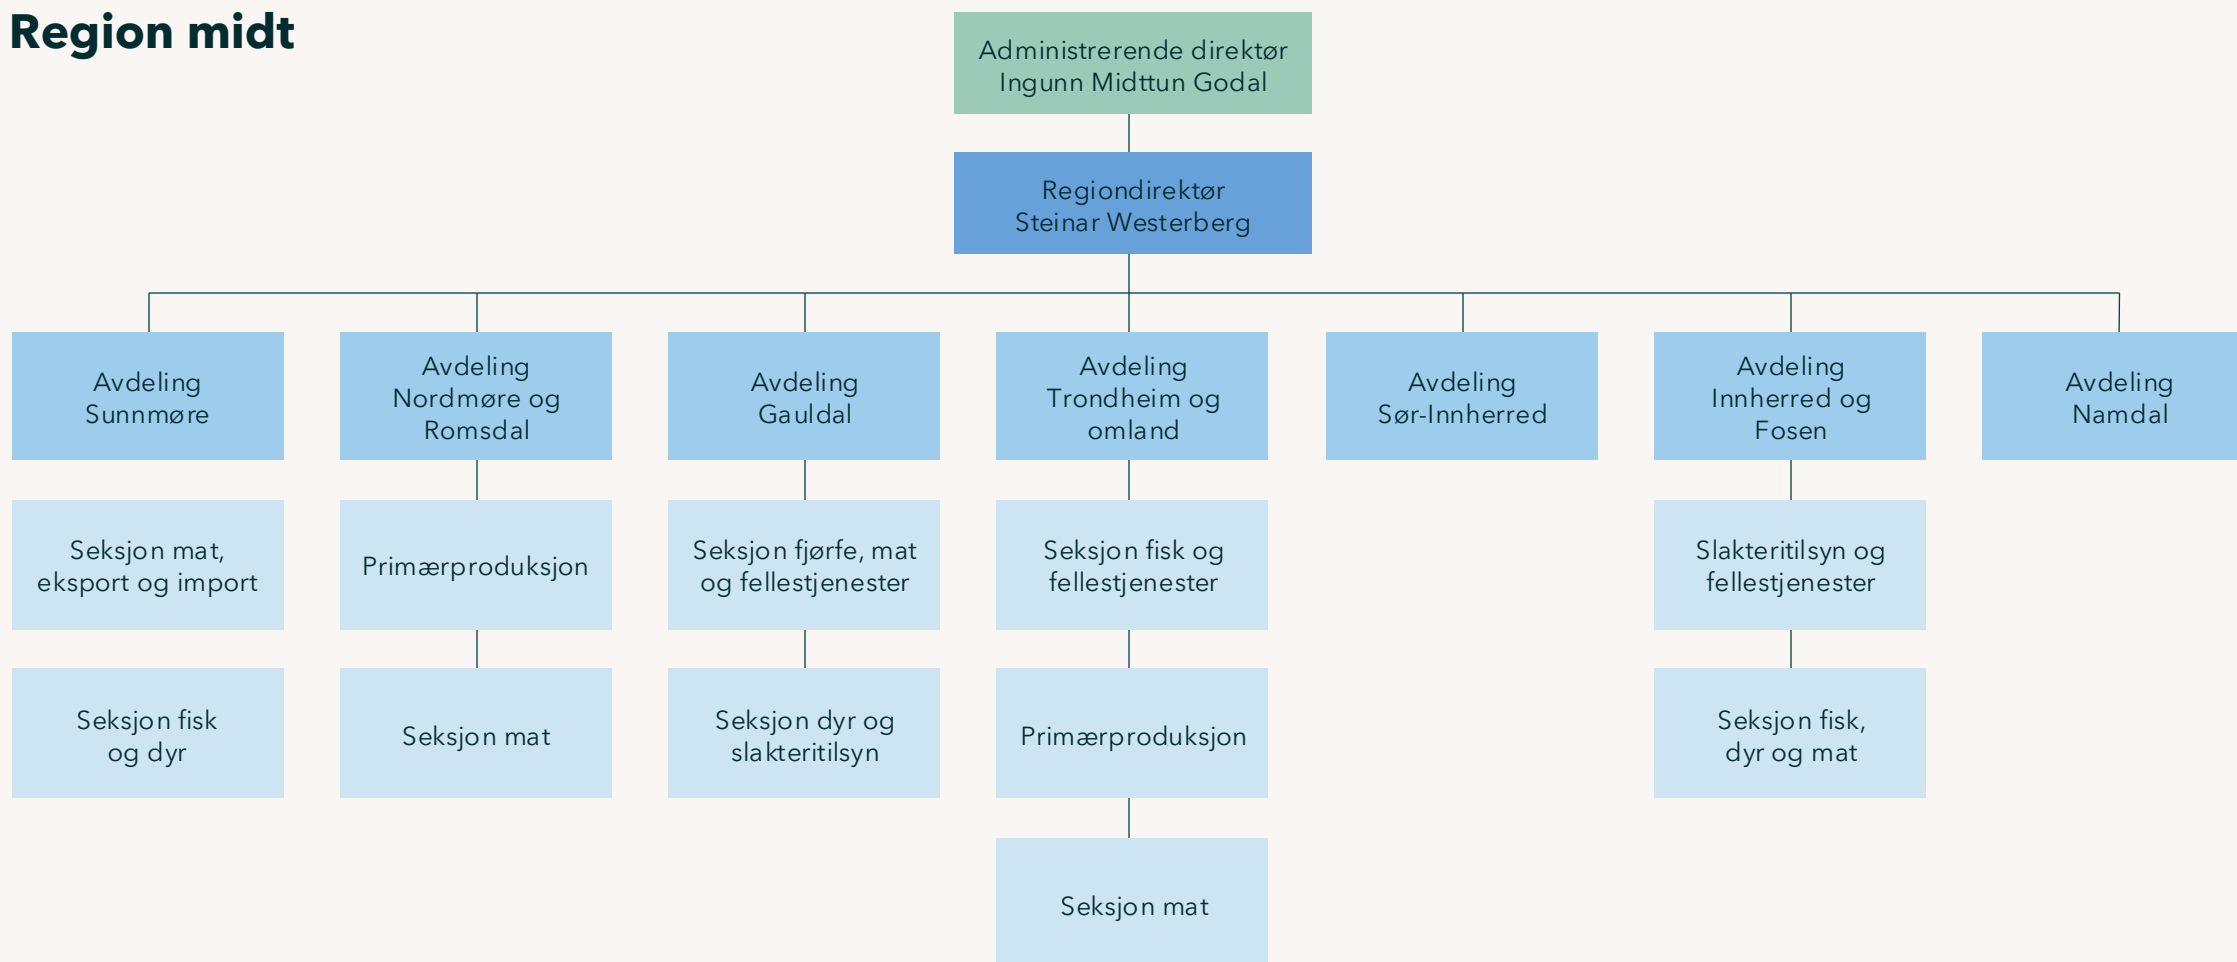 Region midt
Administrerende direktør
Ingunn Midttun Godal
Regiondirektør
Steinar Westerberg
Avdeling
Sunnmøre
Avdeling
Nordmøre og
Romsdal
Avdeling
Gauldal
Avdeling
Trondheim og
omland
Avdeling
Sør-Innherred
Avdeling
Innherred og
Fosen
Avdeling
Namdal
Seksjon mat,
eksport og import
Primærproduksjon
Seksjon fjørfe, mat
og fellestjenester
Seksjon fisk og
fellestjenester
Slakteritilsyn og
fellestjenester
Seksjon fisk
og dyr
Seksjon mat
Seksjon dyr og
slakteritilsyn
Primærproduksjon
Seksjon fisk,
dyr og mat
Seksjon mat